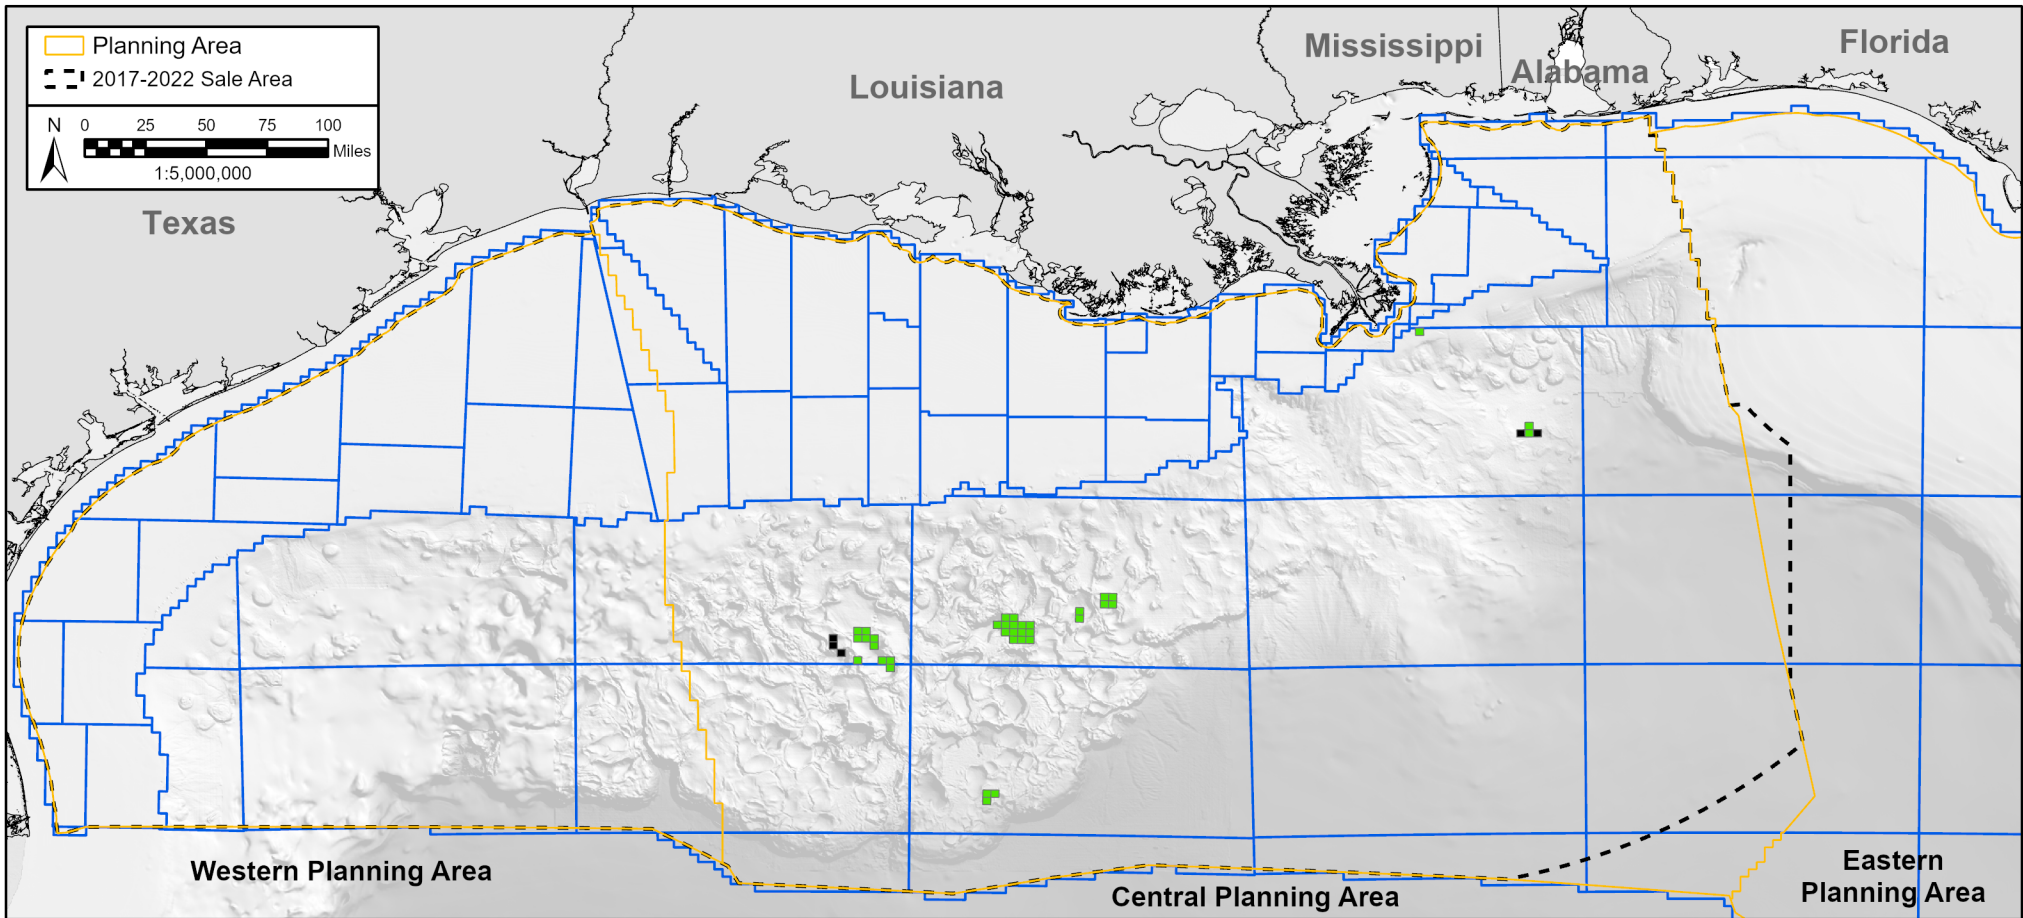 Planning Area
2017-2022 Sale Area
N
0 25 50 75 100
Miles
1:5,000,000
Texas
Louisiana
Mississippi
Alabama
Florida
Western Planning Area
Central Planning Area
Eastern
Planning Area